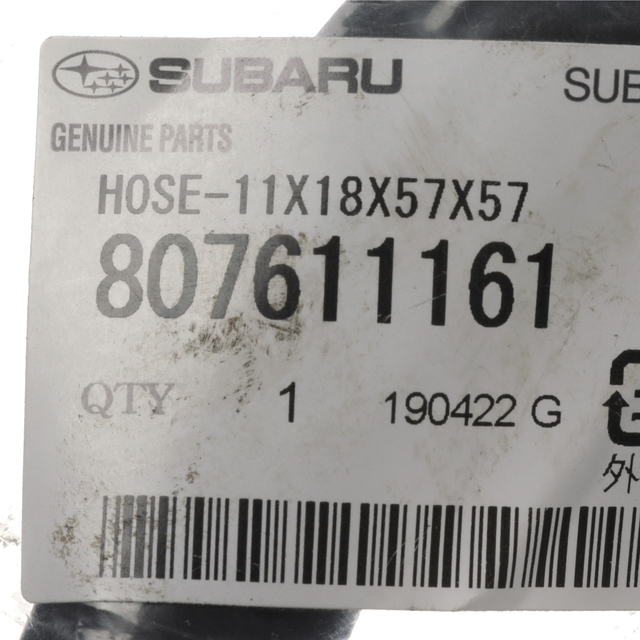 SUBARU SUB
GENUINE PARTS
HOSE-11X18X57X57
807611161
QTY 1 190422 G
外